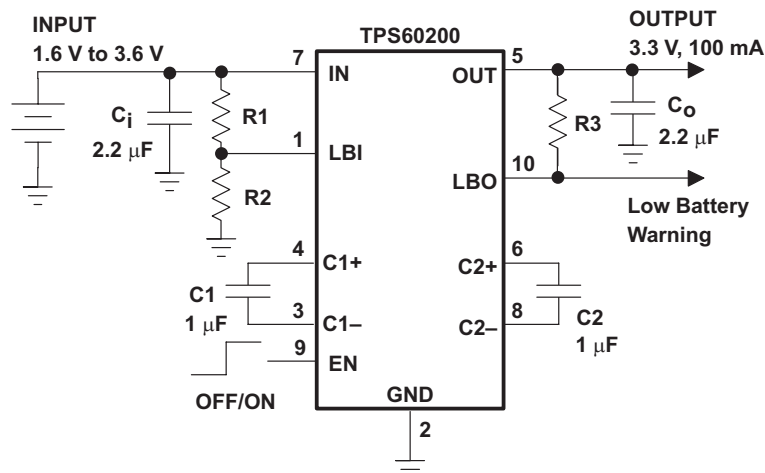 INPUT
1.6 V to 3.6 V
TPS60200
OUTPUT
3.3 V, 100 mA
7
IN
5
OUT
Ci
2.2 μF
R1
R3
Co
2.2 μF
1
LBI
10
LBO
R2
Low Battery
Warning
4
C1+
6
C2+
C1
1 μF
3
C1–
8
C2–
C2
1 μF
9
EN
OFF/ON
GND
2